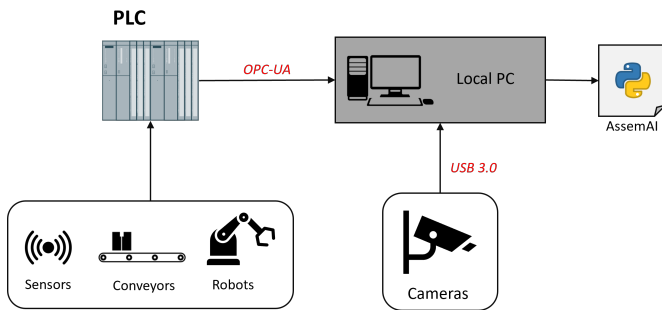 PLC
OPC-UA
Local PC
AssemAI
USB 3.0
Sensors
Conveyors
Robots
Cameras